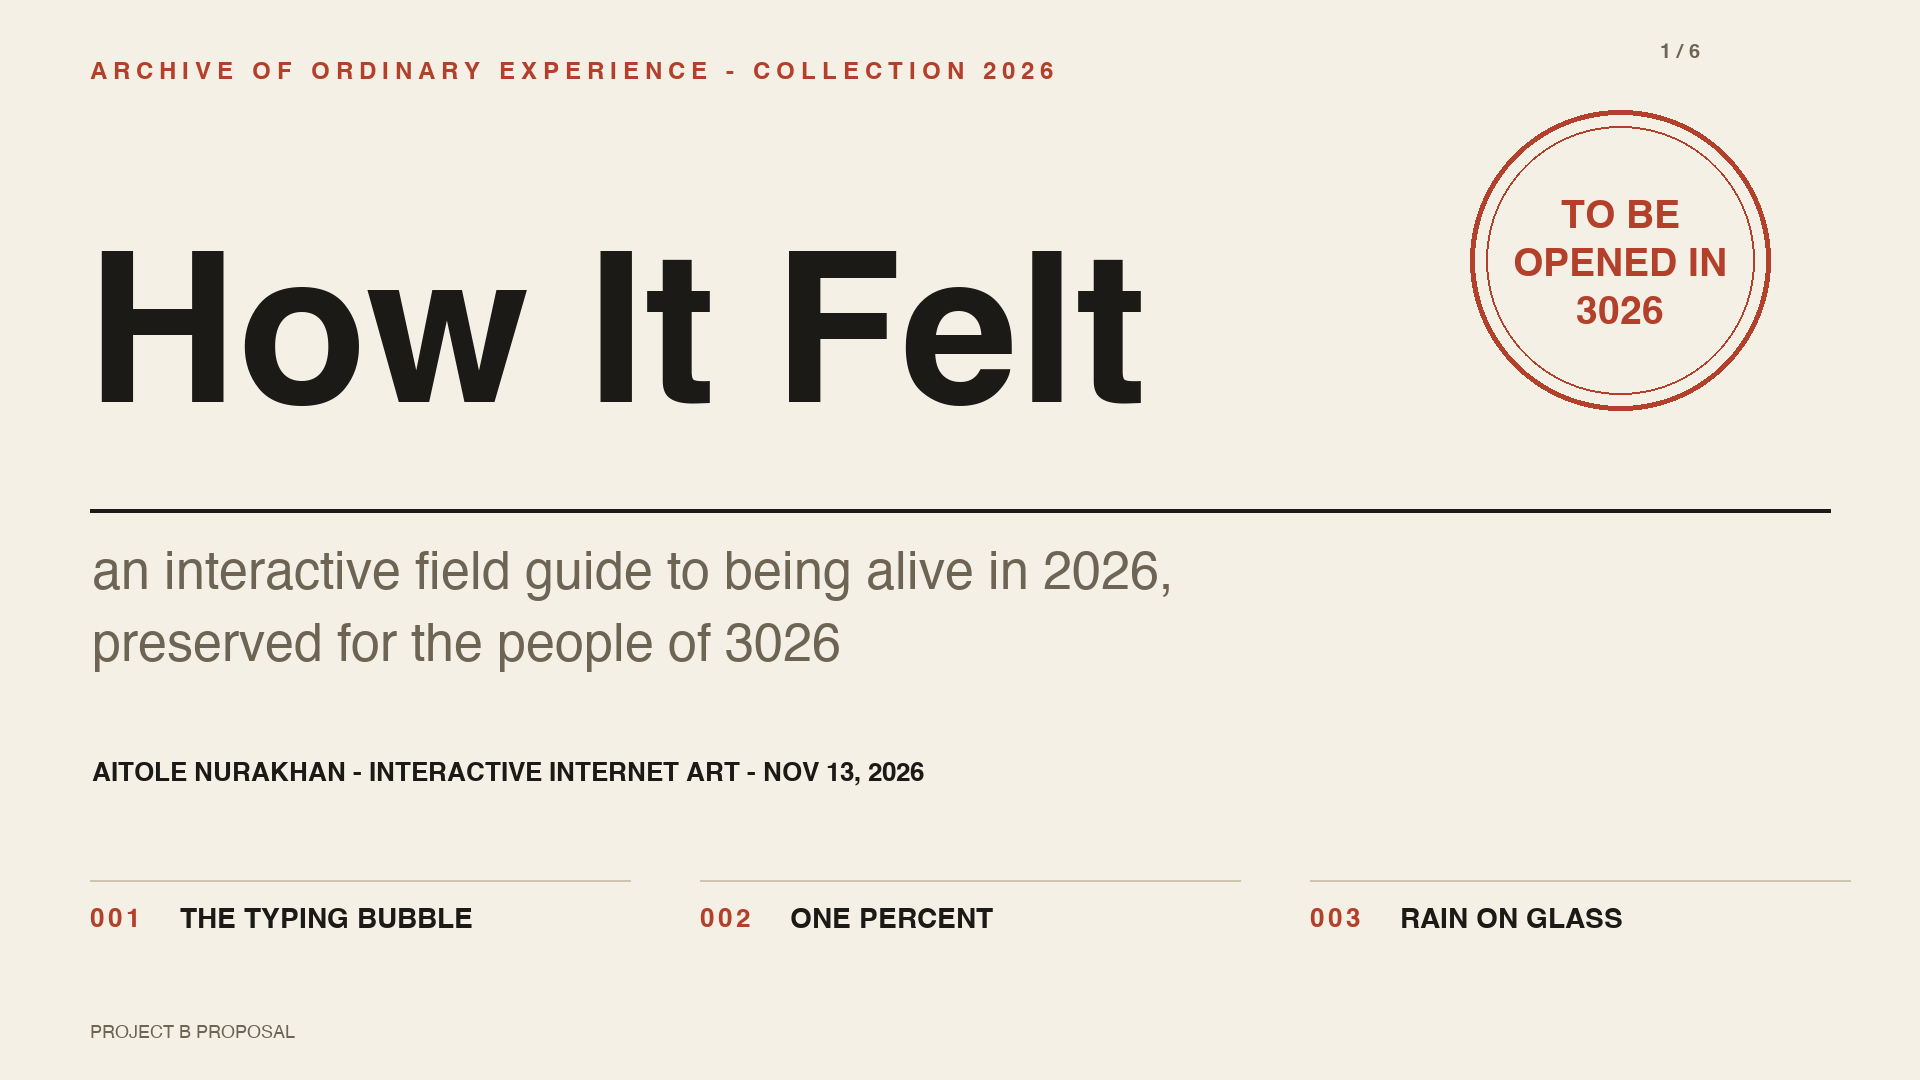 ARCHIVE OF ORDINARY EXPERIENCE - COLLECTION 2026
1 / 6
TO BE
OPENED IN
3026
How It Felt
an interactive field guide to being alive in 2026,
preserved for the people of 3026
AITOLE NURAKHAN - INTERACTIVE INTERNET ART - NOV 13, 2026
001 THE TYPING BUBBLE
002 ONE PERCENT
003 RAIN ON GLASS
PROJECT B PROPOSAL